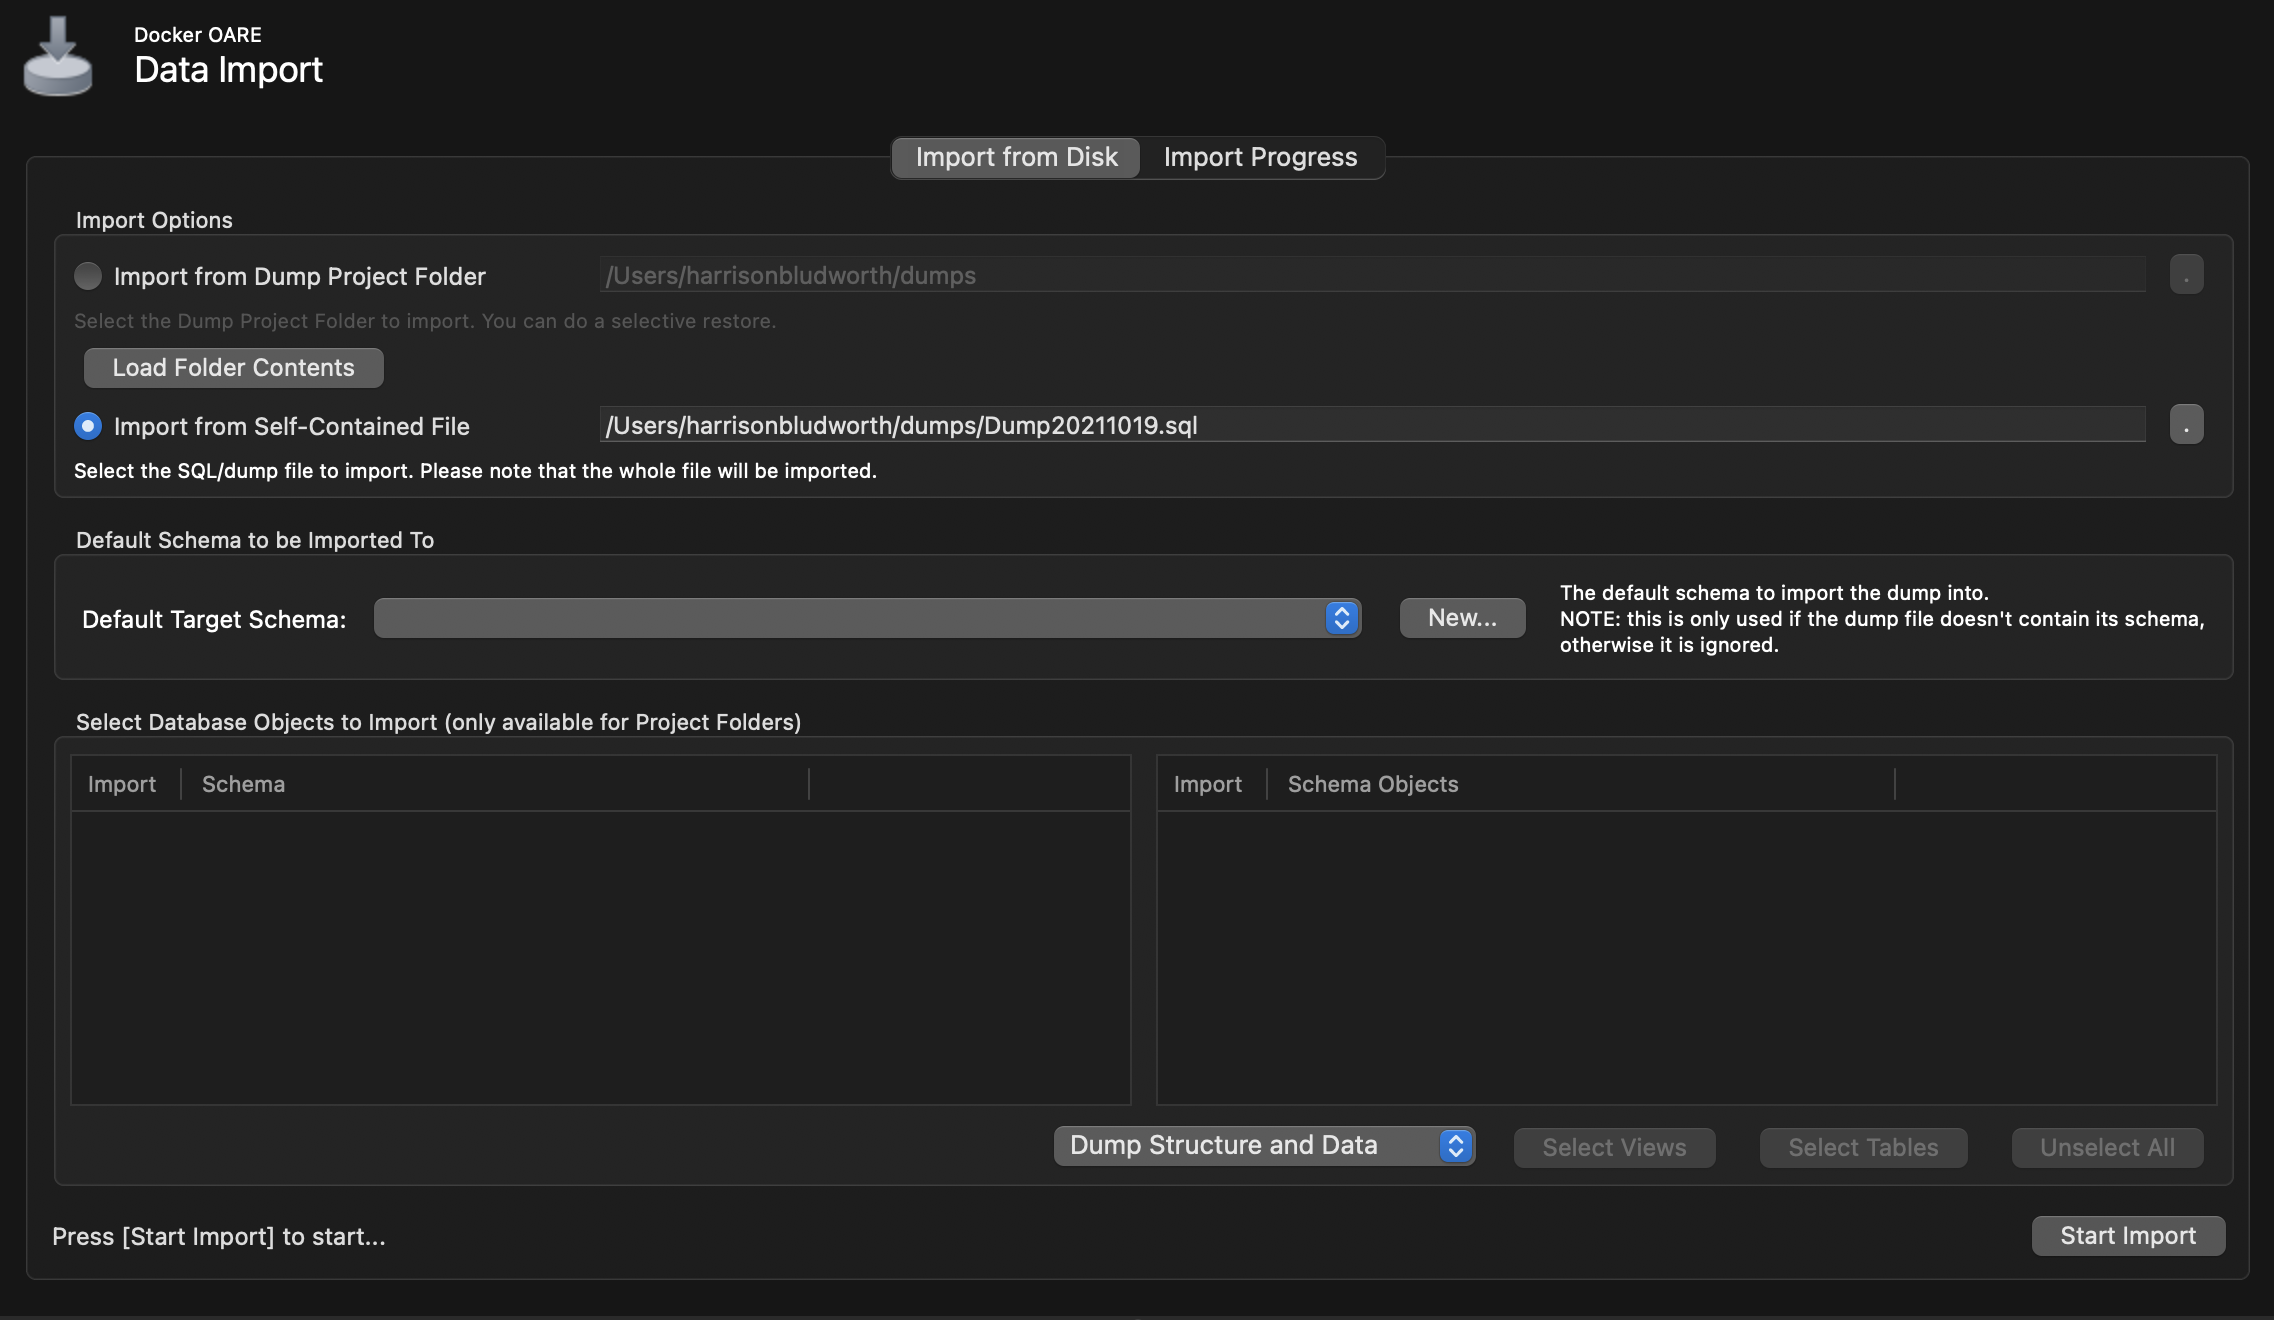 Docker OARE
Data Import
Import from Disk
Import Progress
Import Options
Import from Dump Project Folder
/Users/harrisonbludworth/dumps
.
Select the Dump Project Folder to import. You can do a selective restore.
Load Folder Contents
Import from Self-Contained File
/Users/harrisonbludworth/dumps/Dump20211019.sql
.
Select the SQL/dump file to import. Please note that the whole file will be imported.
Default Schema to be Imported To
Default Target Schema:
New...
The default schema to import the dump into.
NOTE: this is only used if the dump file doesn't contain its schema,
otherwise it is ignored.
Select Database Objects to Import (only available for Project Folders)
Import
Schema
Import
Schema Objects
Dump Structure and Data
Select Views
Select Tables
Unselect All
Press [Start Import] to start...
Start Import